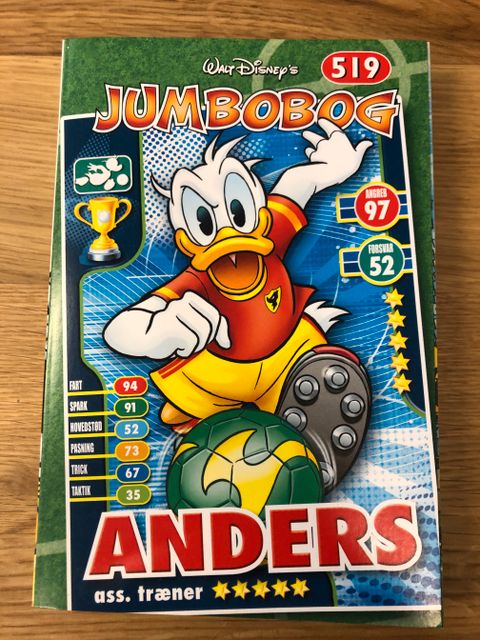 Walt Disney's
519
JUMBOBOG
ANGREB
97
FORSVAR
52
FART 94
SPARK 91
HOVEDSTØD 52
PASNING 73
TRICK 67
TAKTIK 35
ANDERS
ass. træner